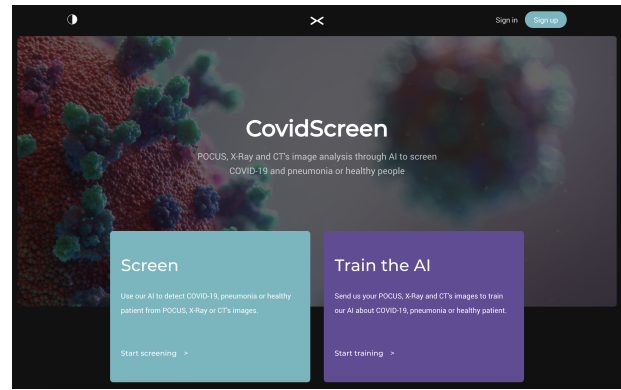 Sign in
Sign up
CovidScreen
POCUS, X-Ray and CT's image analysis through AI to screen
COVID-19 and pneumonia or healthy people
Screen
Use our AI to detect COVID-19, pneumonia or healthy
patient from POCUS, X-Ray or CT's images.
Start screening >
Train the AI
Send us your POCUS, X-Ray and CT's images to train
our AI about COVID-19, pneumonia or healthy patient.
Start training >